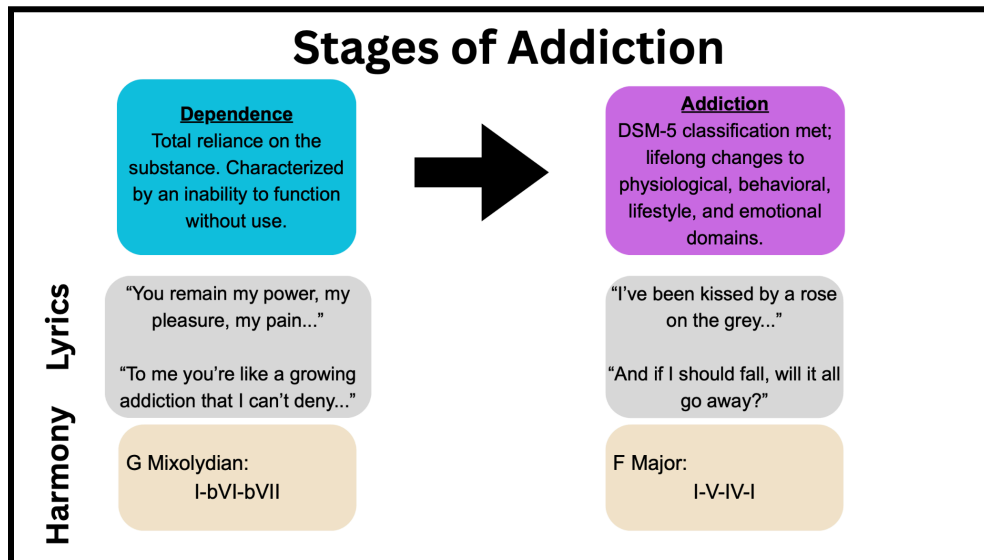 Stages of Addiction
Dependence
Total reliance on the
substance. Characterized
by an inability to function
without use.
Addiction
DSM-5 classification met;
lifelong changes to
physiological, behavioral,
lifestyle, and emotional
domains.
Lyrics
“You remain my power, my
pleasure, my pain...”
“To me you’re like a growing
addiction that I can’t deny...”
“I’ve been kissed by a rose
on the grey...”
“And if I should fall, will it all
go away?”
Harmony
G Mixolydian:
I-bVI-bVII
F Major:
I-V-IV-I